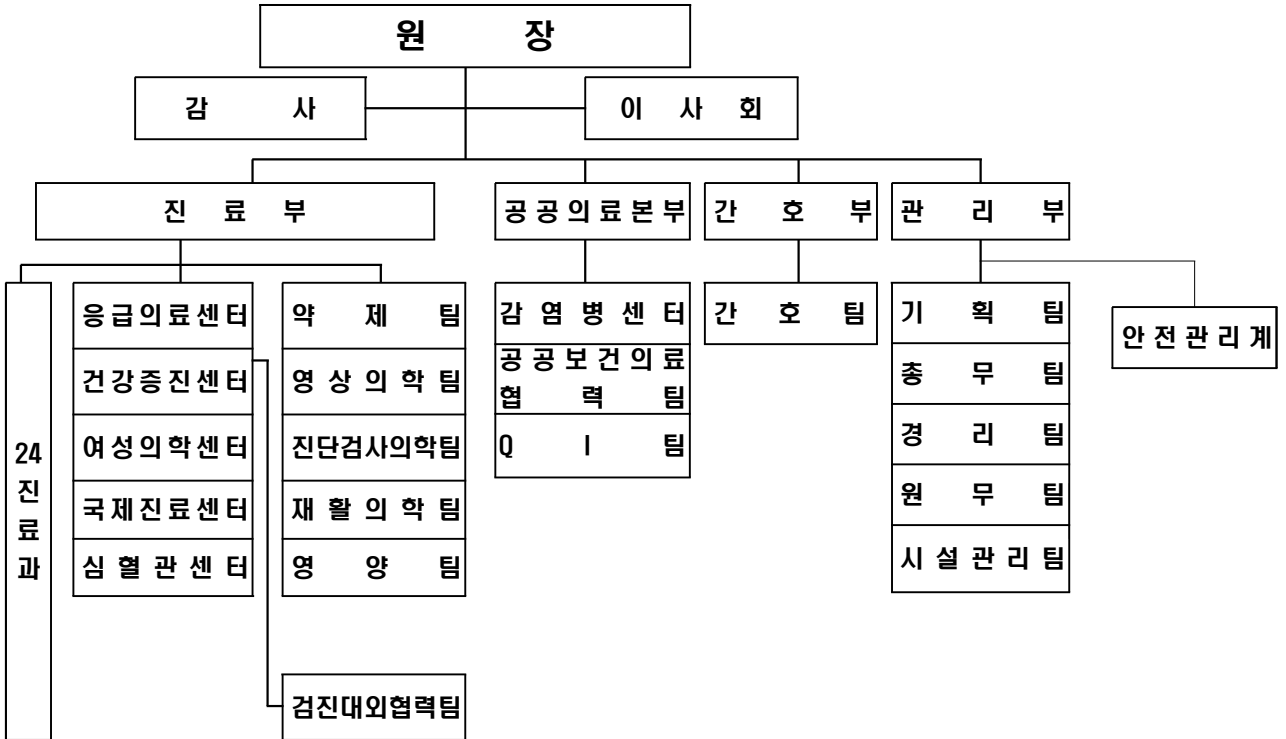 원 장
감 사
이 사 회
진 료 부
공공의료본부
간 호 부
관 리 부
24
진
료
과
응급의료센터
건강증진센터
여성의학센터
국제진료센터
심혈관센터
약 제 팀
영상의학팀
진단검사의학팀
재활의학팀
영 양 팀
검진대외협력팀
감염병센터
공공보건의료
협 력 팀
Q I 팀
간 호 팀
기 획 팀
총 무 팀
경 리 팀
원 무 팀
시설관리팀
안전관리계